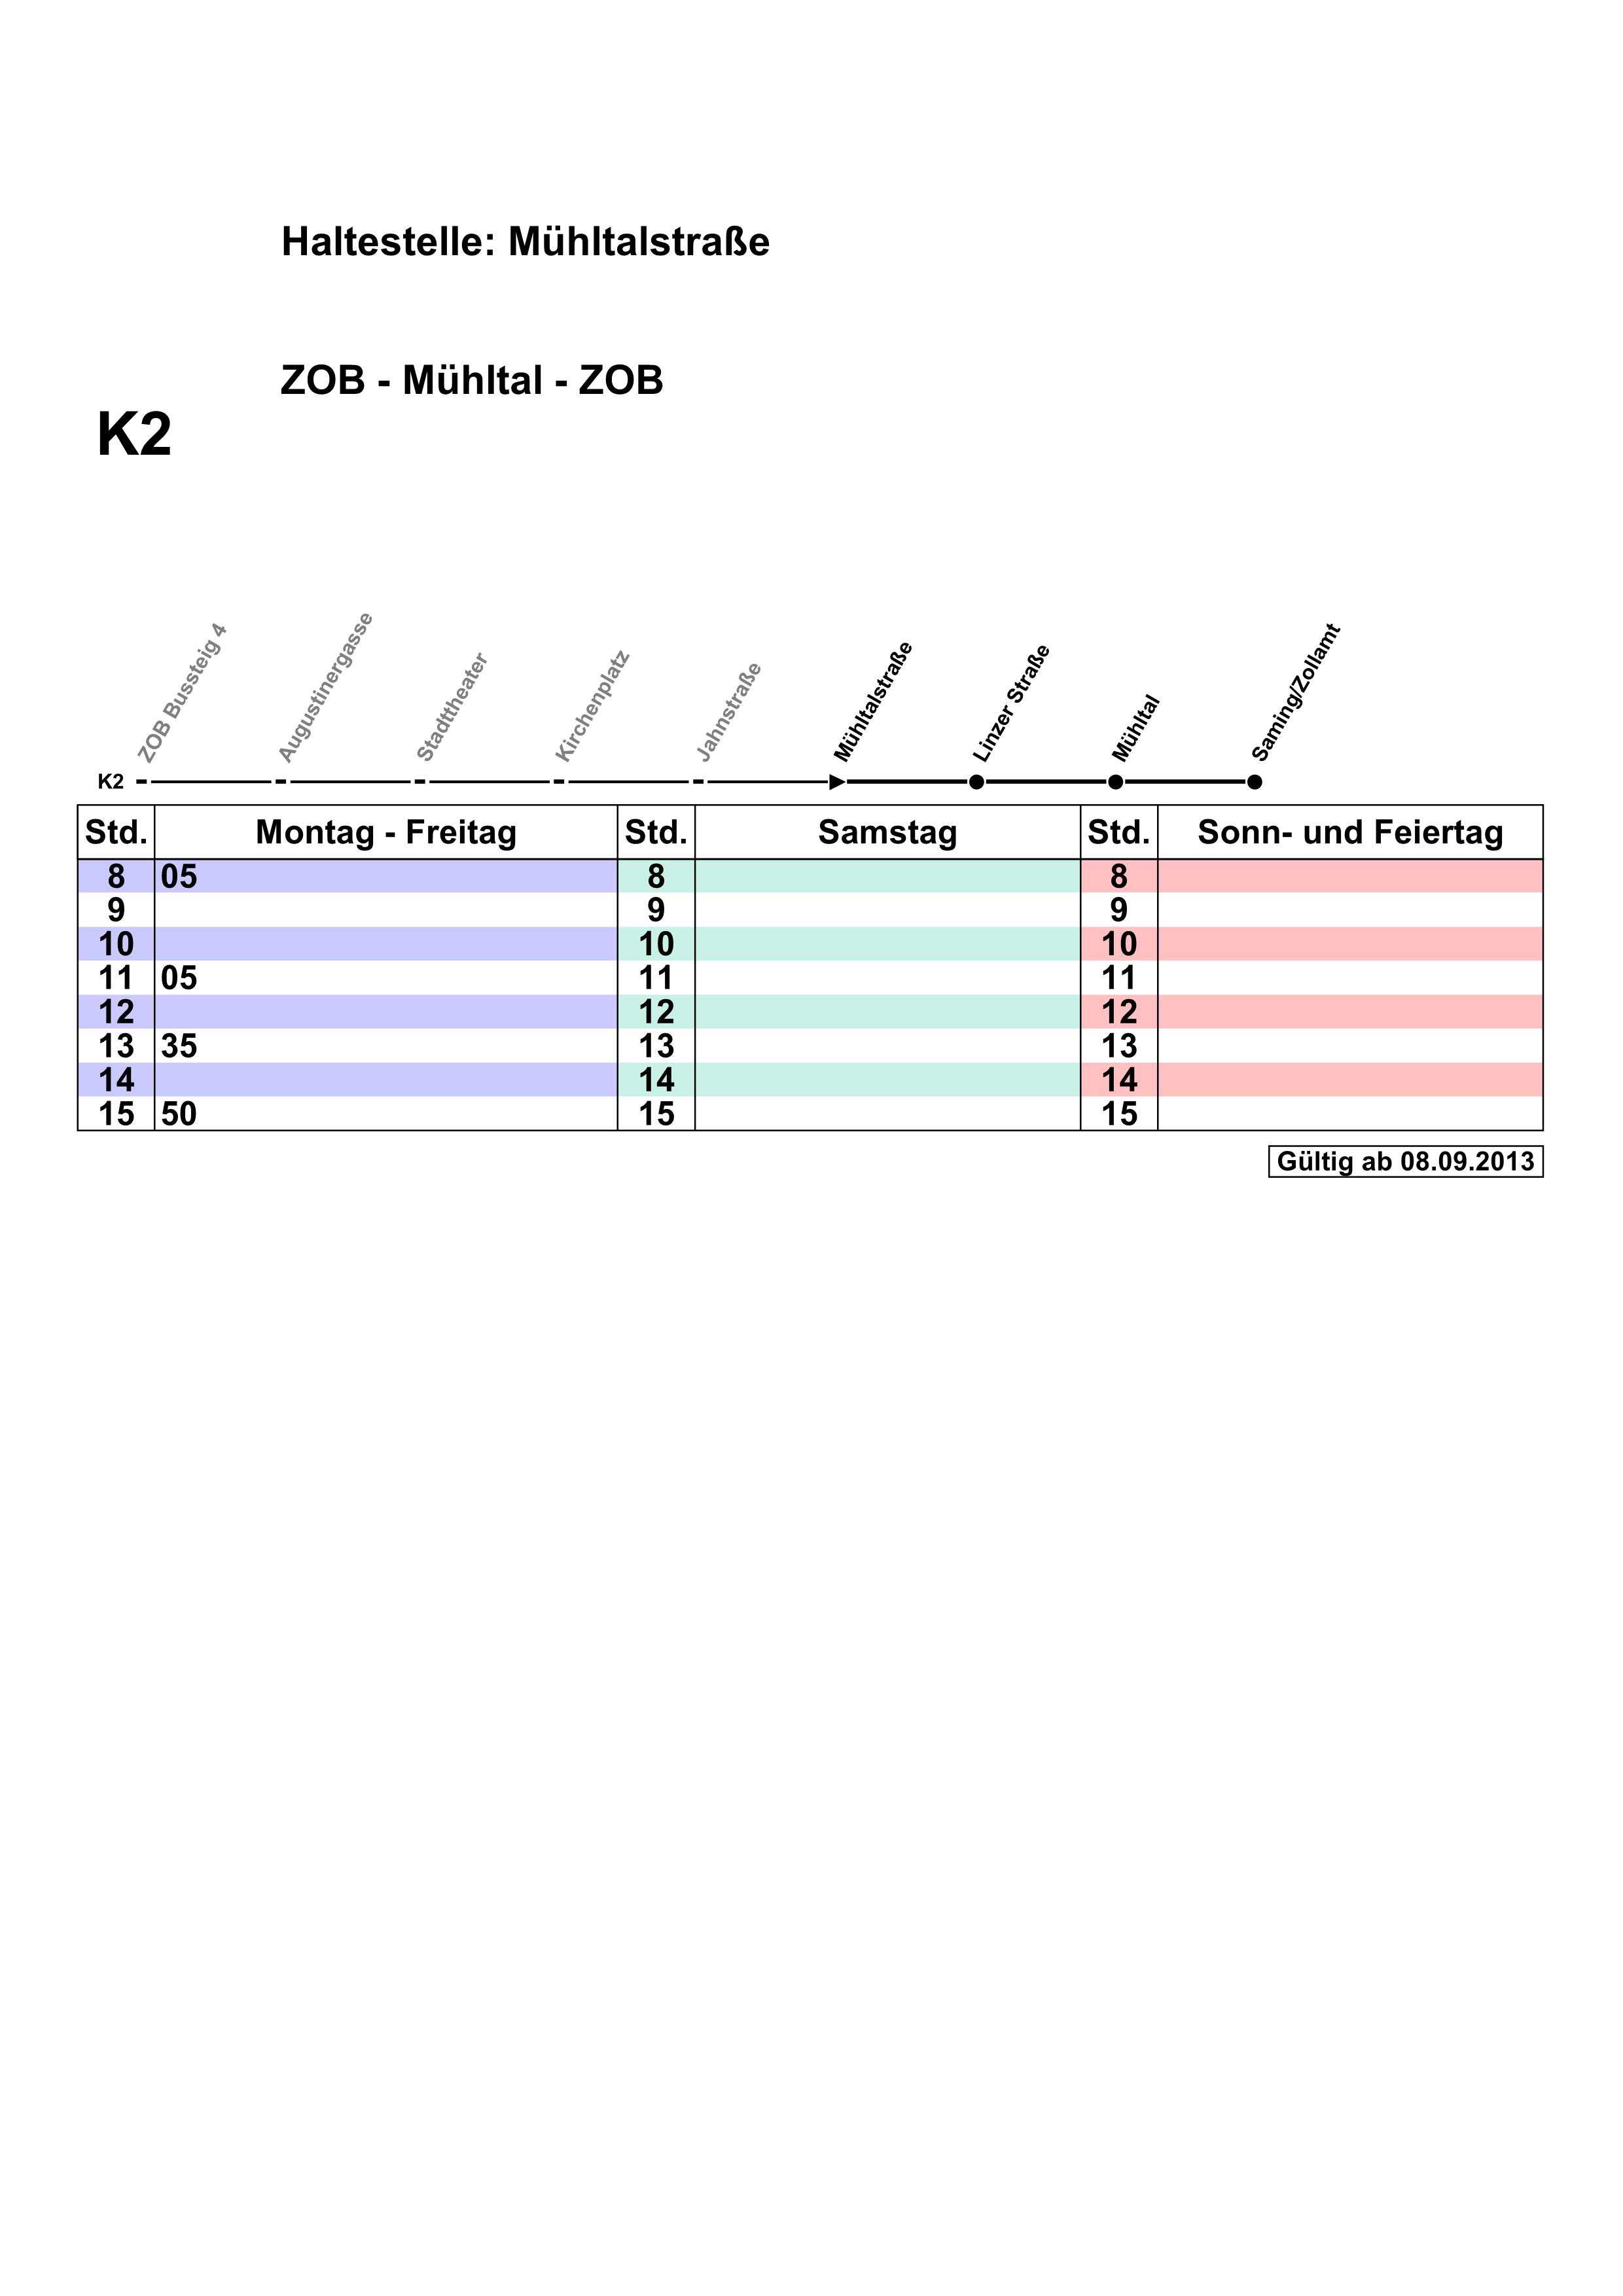 Haltestelle: Mühltalstraße
ZOB - Mühltal - ZOB
K2
ZOB Bussteig 4
Augustinergasse
Stadttheater
Kirchenplatz
Jahnstraße
Mühltalstraße
Linzer Straße
Mühltal
Saming/Zollamt
K2
Std. Montag - Freitag Std. Samstag Std. Sonn- und Feiertag
8 05 8 8
9 9 9
10 10 10
11 05 11 11
12 12 12
13 35 13 13
14 14 14
15 50 15 15
Gültig ab 08.09.2013